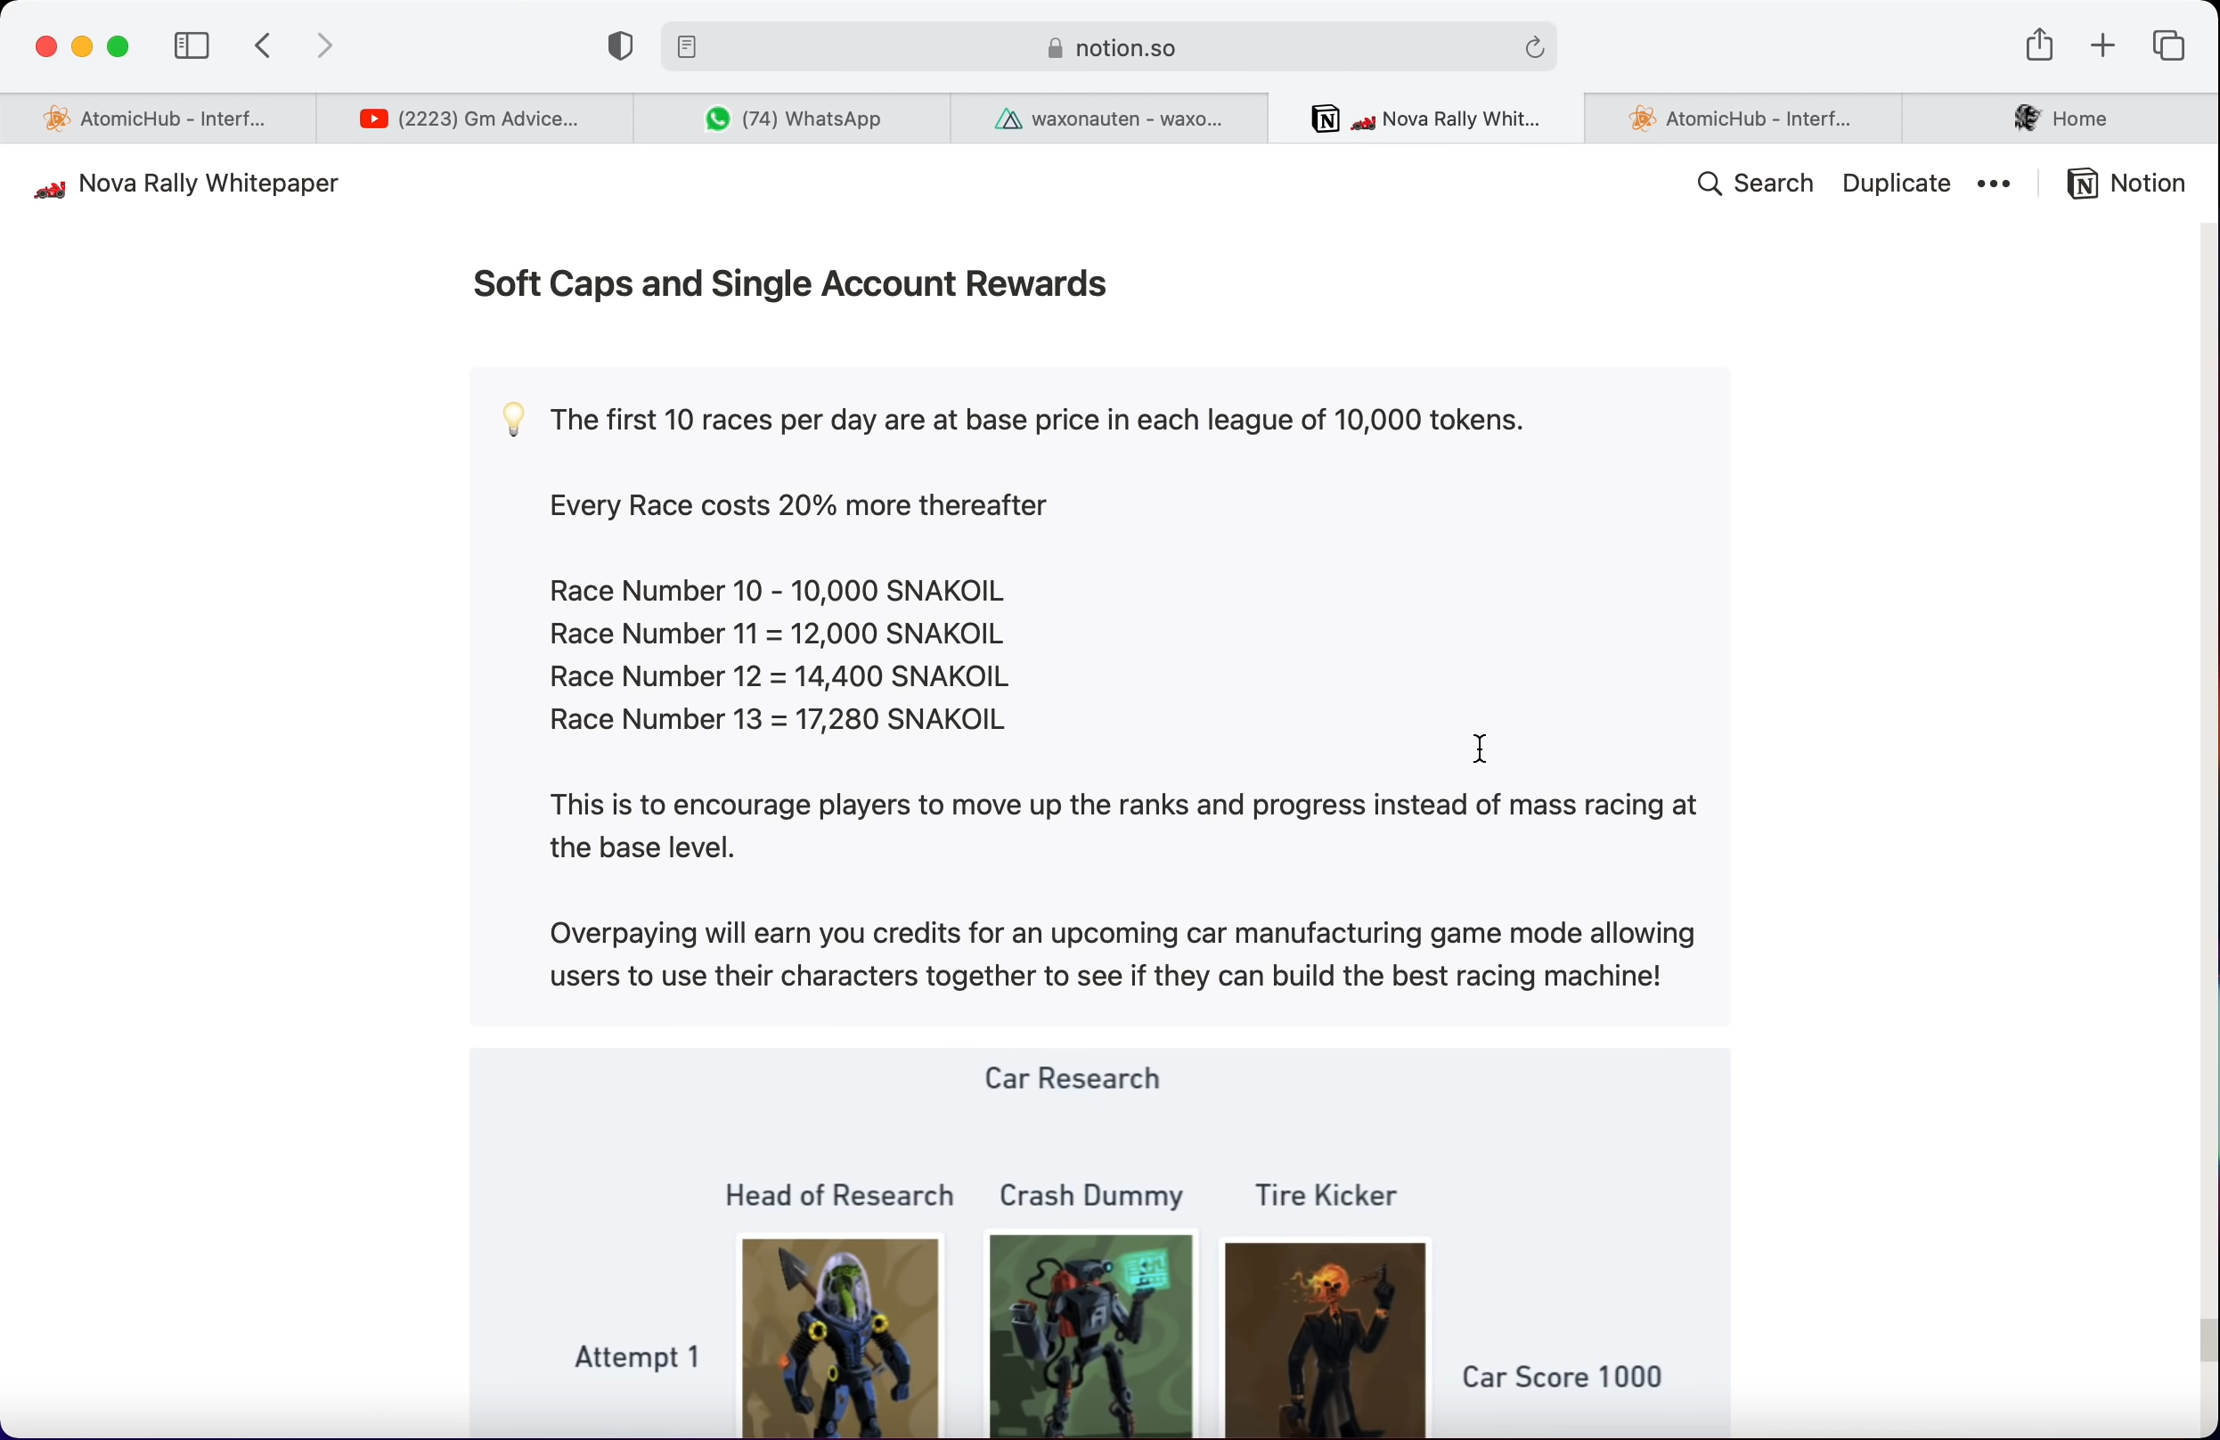 notion.so
AtomicHub - Interf...
(2223) Gm Advice...
(74) WhatsApp
waxonauten - waxo...
Nova Rally Whit...
AtomicHub - Interf...
Home
Nova Rally Whitepaper
Search
Duplicate
Notion
Soft Caps and Single Account Rewards
The first 10 races per day are at base price in each league of 10,000 tokens.
Every Race costs 20% more thereafter
Race Number 10 - 10,000 SNAKOIL
Race Number 11 = 12,000 SNAKOIL
Race Number 12 = 14,400 SNAKOIL
Race Number 13 = 17,280 SNAKOIL
This is to encourage players to move up the ranks and progress instead of mass racing at
the base level.
Overpaying will earn you credits for an upcoming car manufacturing game mode allowing
users to use their characters together to see if they can build the best racing machine!
Car Research
Head of Research
Crash Dummy
Tire Kicker
Attempt 1
Car Score 1000